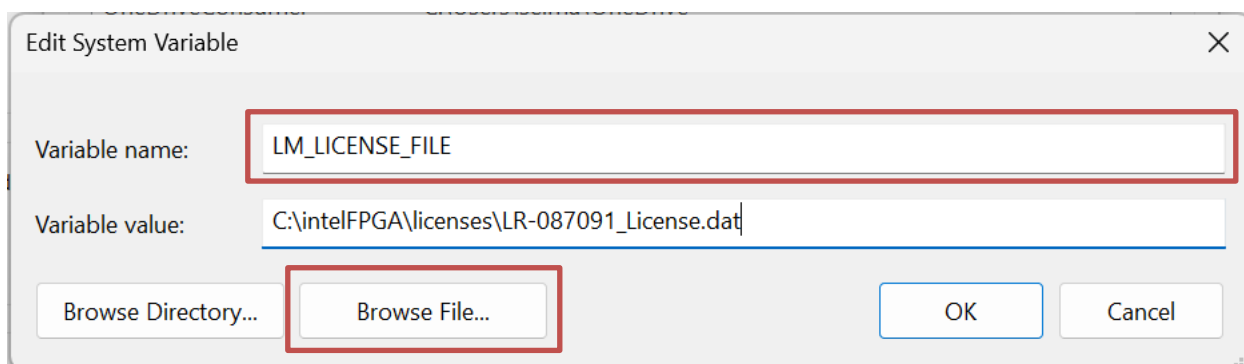 Edit System Variable
Variable name:
LM_LICENSE_FILE
Variable value:
C:\intelFPGA\licenses\LR-087091_License.dat
Browse Directory...
Browse File...
OK
Cancel